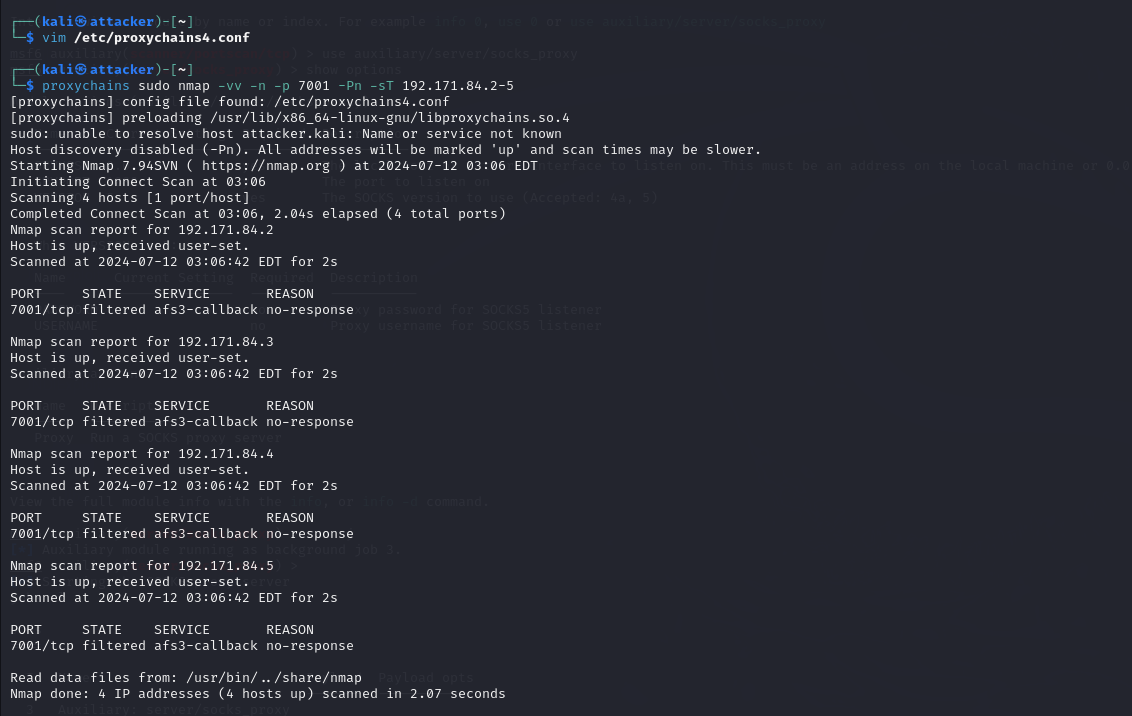 ┌──(kali㉿attacker)-[~]
└─$ vim /etc/proxychains4.conf
┌──(kali㉿attacker)-[~]
└─$ proxychains sudo nmap -vv -n -p 7001 -Pn -sT 192.171.84.2-5
[proxychains] config file found: /etc/proxychains4.conf
[proxychains] preloading /usr/lib/x86_64-linux-gnu/libproxychains.so.4
sudo: unable to resolve host attacker.kali: Name or service not known
Host discovery disabled (-Pn). All addresses will be marked 'up' and scan times may be slower.
Starting Nmap 7.94SVN ( https://nmap.org ) at 2024-07-12 03:06 EDT
Initiating Connect Scan at 03:06
Scanning 4 hosts [1 port/host]
Completed Connect Scan at 03:06, 2.04s elapsed (4 total ports)
Nmap scan report for 192.171.84.2
Host is up, received user-set.
Scanned at 2024-07-12 03:06:42 EDT for 2s
PORT     STATE    SERVICE       REASON
7001/tcp filtered afs3-callback no-response
Nmap scan report for 192.171.84.3
Host is up, received user-set.
Scanned at 2024-07-12 03:06:42 EDT for 2s
PORT     STATE    SERVICE       REASON
7001/tcp filtered afs3-callback no-response
Nmap scan report for 192.171.84.4
Host is up, received user-set.
Scanned at 2024-07-12 03:06:42 EDT for 2s
PORT     STATE    SERVICE       REASON
7001/tcp filtered afs3-callback no-response
Nmap scan report for 192.171.84.5
Host is up, received user-set.
Scanned at 2024-07-12 03:06:42 EDT for 2s
PORT     STATE    SERVICE       REASON
7001/tcp filtered afs3-callback no-response
Read data files from: /usr/bin/../share/nmap
Nmap done: 4 IP addresses (4 hosts up) scanned in 2.07 seconds